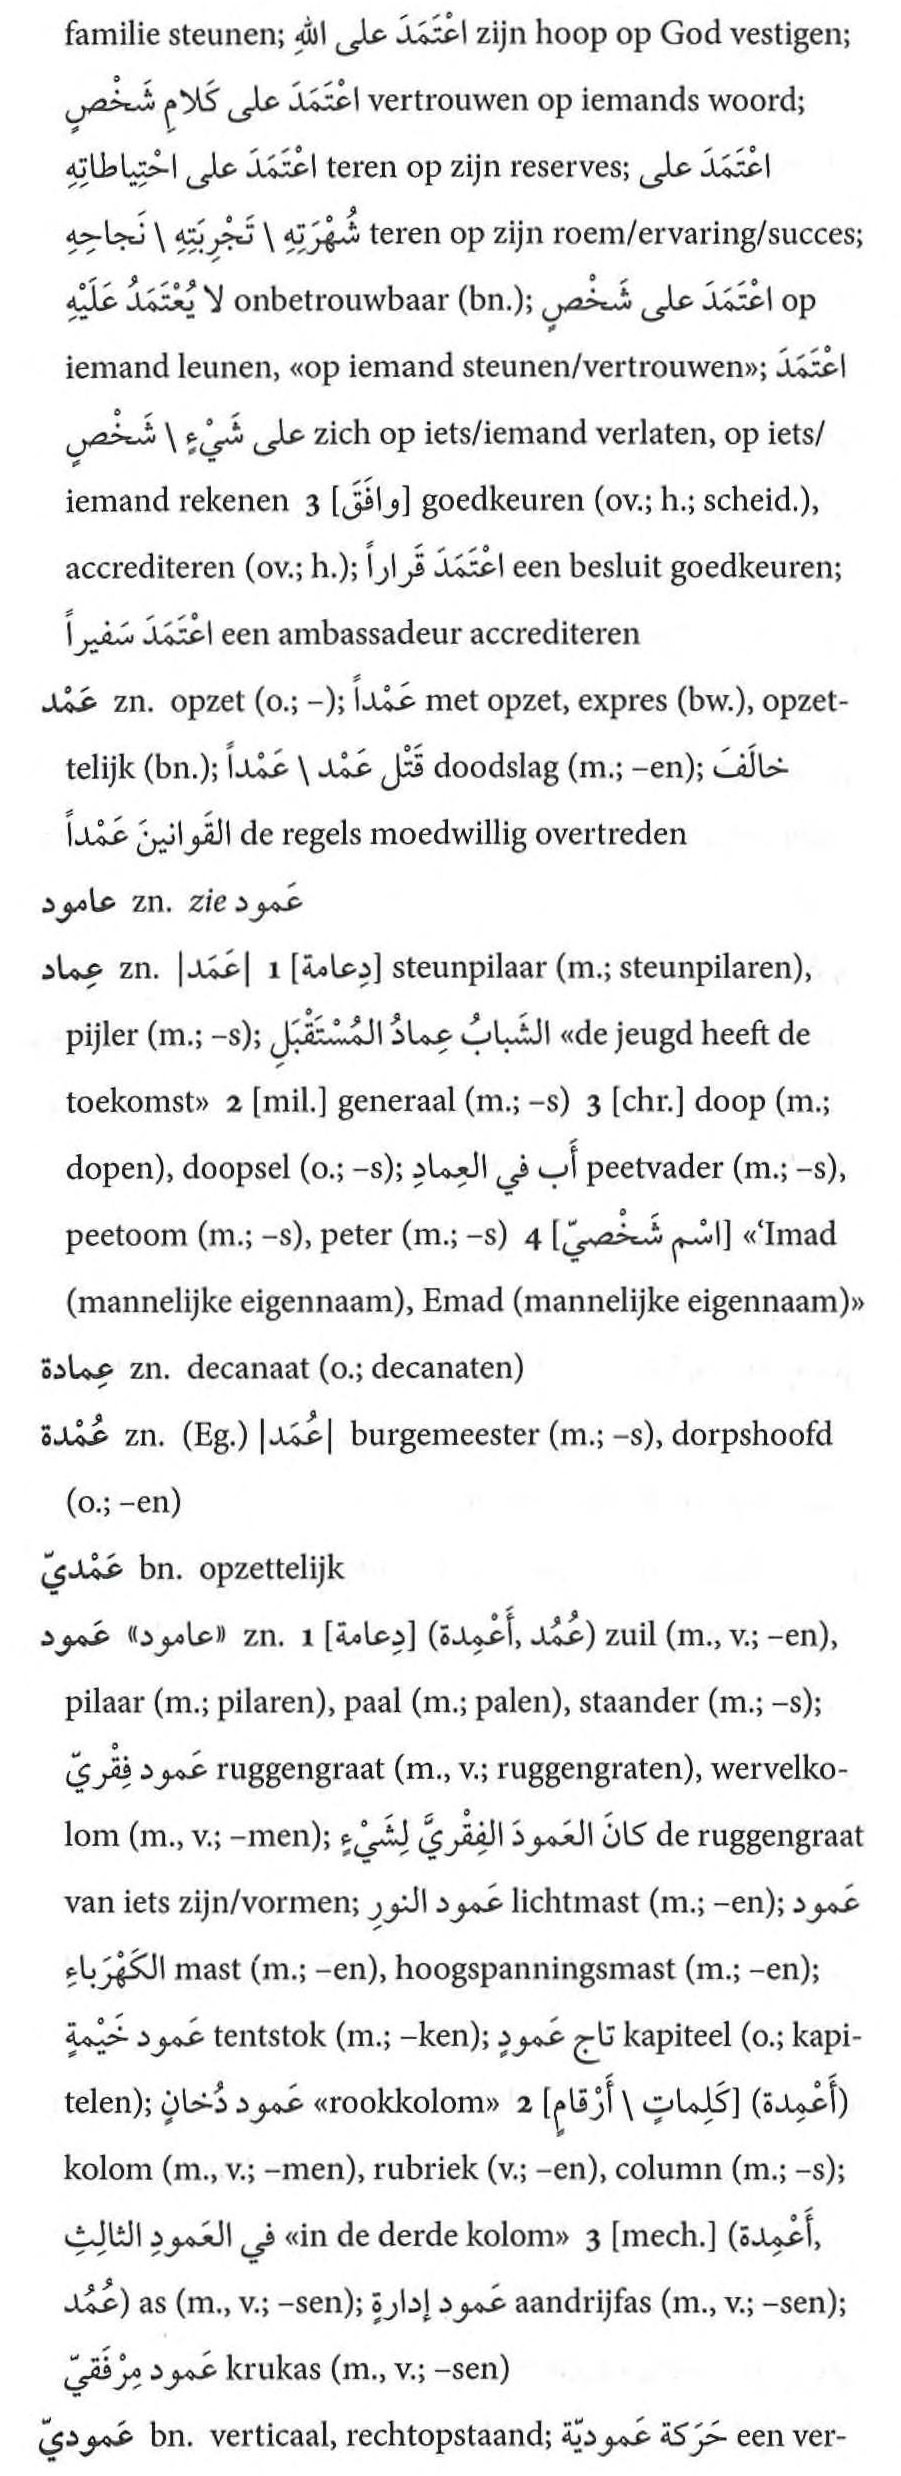 familie steunen; اعْتَمَدَ على اللهِ zijn hoop op God vestigen;
اعْتَمَدَ على كَلامِ شَخْصٍ vertrouwen op iemands woord;
اعْتَمَدَ على احْتِياطاتِهِ teren op zijn reserves; اعْتَمَدَ على
شُهْرَتِهِ \ تَجْرِبَتِهِ \ نَجاحِهِ teren op zijn roem/ervaring/succes;
لا يُعْتَمَدُ عَلَيْهِ onbetrouwbaar (bn.); اعْتَمَدَ على شَخْصٍ op
iemand leunen, «op iemand steunen/vertrouwen»; اعْتَمَدَ
على شَيْءٍ \ شَخْصٍ zich op iets/iemand verlaten, op iets/
iemand rekenen 3 [وافَقَ] goedkeuren (ov.; h.; scheid.),
accrediteren (ov.; h.); اعْتَمَدَ قَراراً een besluit goedkeuren;
اعْتَمَدَ سَفيراً een ambassadeur accrediteren
عَمْد zn. opzet (o.; –); عَمْداً met opzet, expres (bw.), opzet-
telijk (bn.); قَتْل عَمْد \ عَمْداً doodslag (m.; –en); خالَفَ
القَوانينَ عَمْداً de regels moedwillig overtreden
عامود zn. zie عَمود
عِماد zn. |عَمَد| 1 [دِعامة] steunpilaar (m.; steunpilaren),
pijler (m.; –s); الشَّبابُ عِمادُ المُسْتَقْبَلِ «de jeugd heeft de
toekomst» 2 [mil.] generaal (m.; –s) 3 [chr.] doop (m.;
dopen), doopsel (o.; –s); أَب في العِمادِ peetvader (m.; –s),
peetoom (m.; –s), peter (m.; –s) 4 [اسْم شَخْصيّ] «‘Imad
(mannelijke eigennaam), Emad (mannelijke eigennaam)»
عِمادة zn. decanaat (o.; decanaten)
عُمْدة zn. (Eg.) |عُمَد| burgemeester (m.; –s), dorpshoofd
(o.; –en)
عَمْديّ bn. opzettelijk
عَمود «عامود» zn. 1 [دِعامة] (عُمُد, أَعْمِدة) zuil (m., v.; –en),
pilaar (m.; pilaren), paal (m.; palen), staander (m.; –s);
عَمود فِقْريّ ruggengraat (m., v.; ruggengraten), wervelko-
lom (m., v.; –men); كانَ العَمودَ الفِقْريَّ لِشَيْءٍ de ruggengraat
van iets zijn/vormen; عَمود النورِ lichtmast (m.; –en); عَمود
الكَهْرَباءِ mast (m.; –en), hoogspanningsmast (m.; –en);
عَمود خَيْمةٍ tentstok (m.; –ken); تاج عَمودٍ kapiteel (o.; kapi-
telen); عَمود دُخانٍ «rookkolom» 2 [كَلِماتٍ \ أَرْقامٍ] (أَعْمِدة)
kolom (m., v.; –men), rubriek (v.; –en), column (m.; –s);
في العَمودِ الثالِثِ «in de derde kolom» 3 [mech.] (أَعْمِدة,
عُمُد) as (m., v.; –sen); عَمود إدارةٍ aandrijfas (m., v.; –sen);
عَمود مِرْفَقيّ krukas (m., v.; –sen)
عَموديّ bn. verticaal, rechtopstaand; حَرَكة عَموديّة een ver-